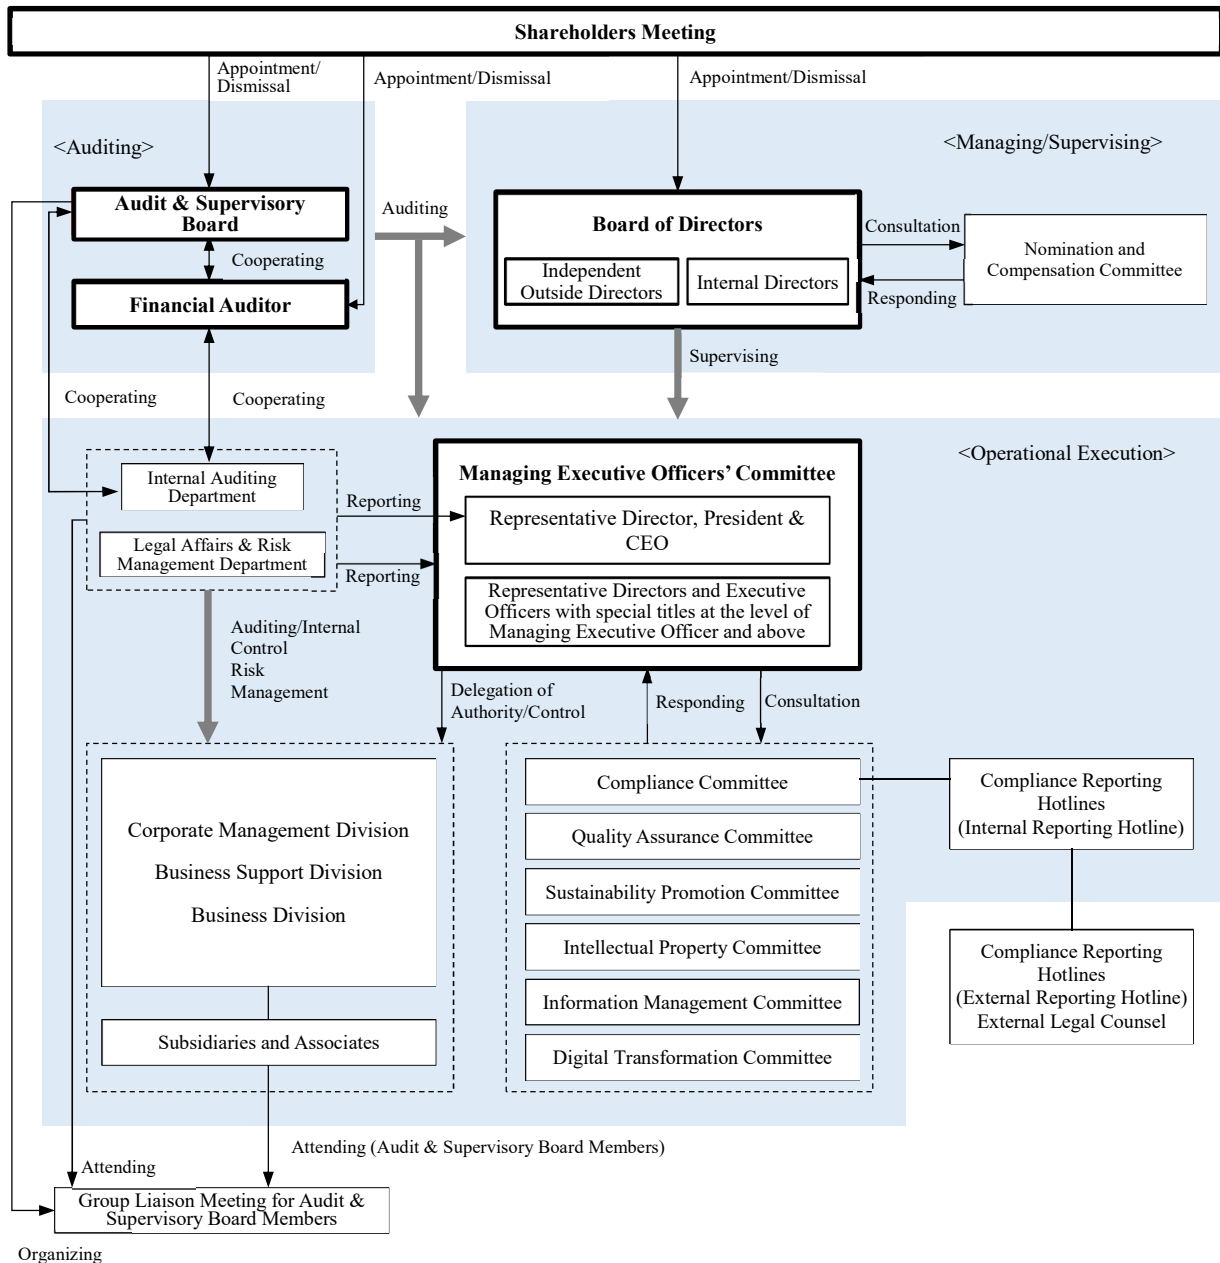 Shareholders Meeting
Appointment/
Dismissal
Appointment/Dismissal
Appointment/Dismissal
<Auditing>
<Managing/Supervising>
Audit & Supervisory
Board
Auditing
Board of Directors
Consultation
Nomination and
Compensation Committee
Cooperating
Independent
Outside Directors
Internal Directors
Responding
Financial Auditor
Supervising
Cooperating
Cooperating
<Operational Execution>
Internal Auditing
Department
Legal Affairs & Risk
Management Department
Reporting
Reporting
Managing Executive Officers’ Committee
Representative Director, President &
CEO
Representative Directors and Executive
Officers with special titles at the level of
Managing Executive Officer and above
Auditing/Internal
Control
Risk
Management
Delegation of
Authority/Control
Responding
Consultation
Corporate Management Division
Business Support Division
Business Division
Subsidiaries and Associates
Compliance Committee
Quality Assurance Committee
Sustainability Promotion Committee
Intellectual Property Committee
Information Management Committee
Digital Transformation Committee
Compliance Reporting
Hotlines
(Internal Reporting Hotline)
Compliance Reporting
Hotlines
(External Reporting Hotline)
External Legal Counsel
Attending (Audit & Supervisory Board Members)
Attending
Group Liaison Meeting for Audit &
Supervisory Board Members
Organizing